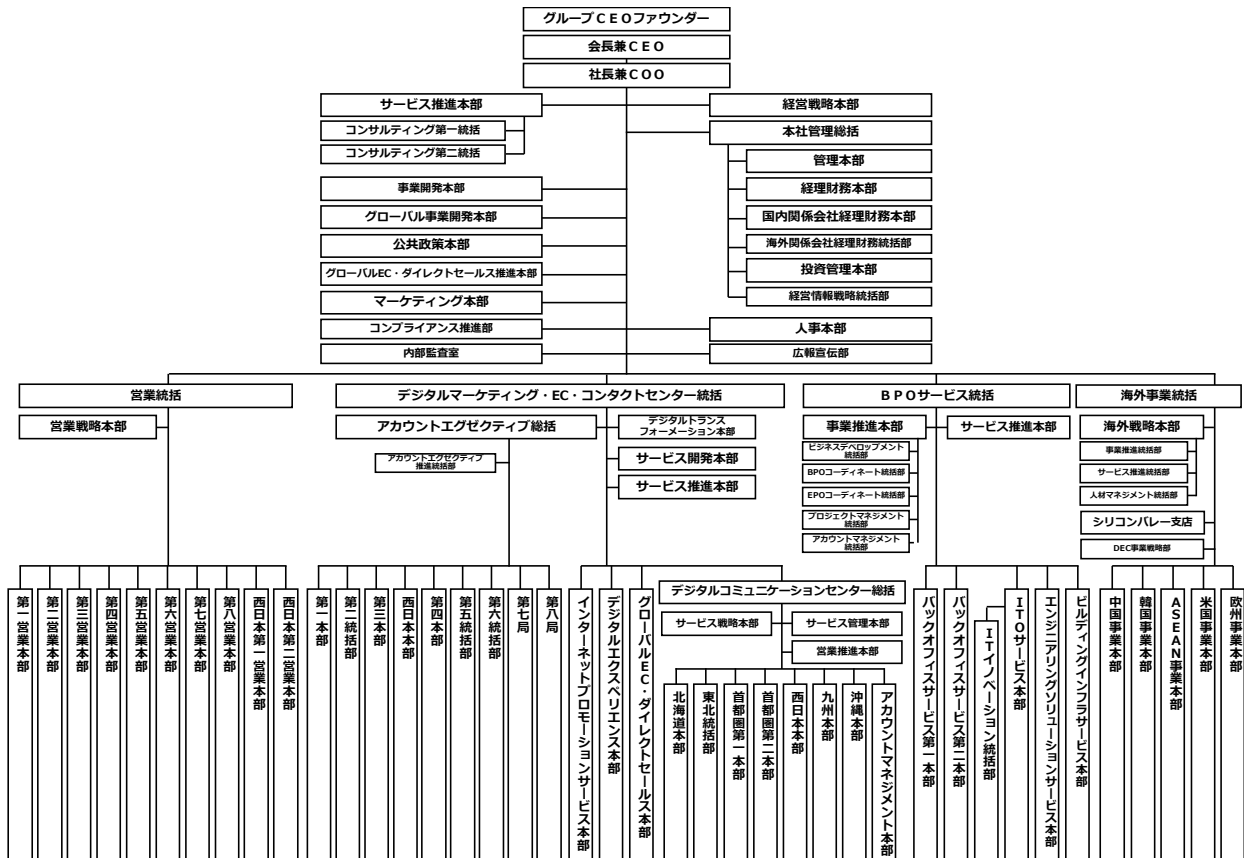 グループＣＥＯファウンダー
会長兼ＣＥＯ
社長兼ＣＯＯ
サービス推進本部
経営戦略本部
コンサルティング第一統括
コンサルティング第二統括
本社管理総括
管理本部
経理財務本部
国内関係会社経理財務本部
海外関係会社経理財務統括部
投資管理本部
経営情報戦略統括部
事業開発本部
グローバル事業開発本部
公共政策本部
グローバルEC・ダイレクトセールス推進本部
マーケティング本部
コンプライアンス推進部
人事本部
内部監査室
広報宣伝部
営業統括
営業戦略本部
第一営業本部
第二営業本部
第三営業本部
第四営業本部
第五営業本部
第六営業本部
第七営業本部
第八営業本部
西日本第一営業本部
西日本第二営業本部
デジタルマーケティング・EC・コンタクトセンター統括
アカウントエグゼクティブ総括
アカウントエグゼクティブ
推進統括部
デジタルトランス
フォーメーション本部
サービス開発本部
サービス推進本部
第一本部
第二統括部
第三本部
西日本本部
第四本部
第五統括部
第六統括部
第七局
第八局
インターネットプロモーションサービス本部
デジタルエクスペリエンス本部
グローバルEC・ダイレクトセールス本部
デジタルコミュニケーションセンター総括
サービス戦略本部
サービス管理本部
営業推進本部
北海道本部
東北統括部
首都圏第一本部
首都圏第二本部
西日本本部
九州本部
沖縄本部
アカウントマネジメント本部
ＢＰＯサービス統括
事業推進本部
サービス推進本部
ビジネスデベロップメント
統括部
BPOコーディネート統括部
EPOコーディネート統括部
プロジェクトマネジメント
統括部
アカウントマネジメント
統括部
バックオフィスサービス第一本部
バックオフィスサービス第二本部
ＩＴイノベーション統括部
ＩＴＯサービス本部
エンジニアリングソリューションサービス本部
ビルディングインフラサービス本部
海外事業統括
海外戦略本部
事業推進統括部
サービス推進統括部
人材マネジメント統括部
シリコンバレー支店
DEC事業戦略部
中国事業本部
韓国事業本部
ＡＳＥＡＮ事業本部
米国事業本部
欧州事業本部